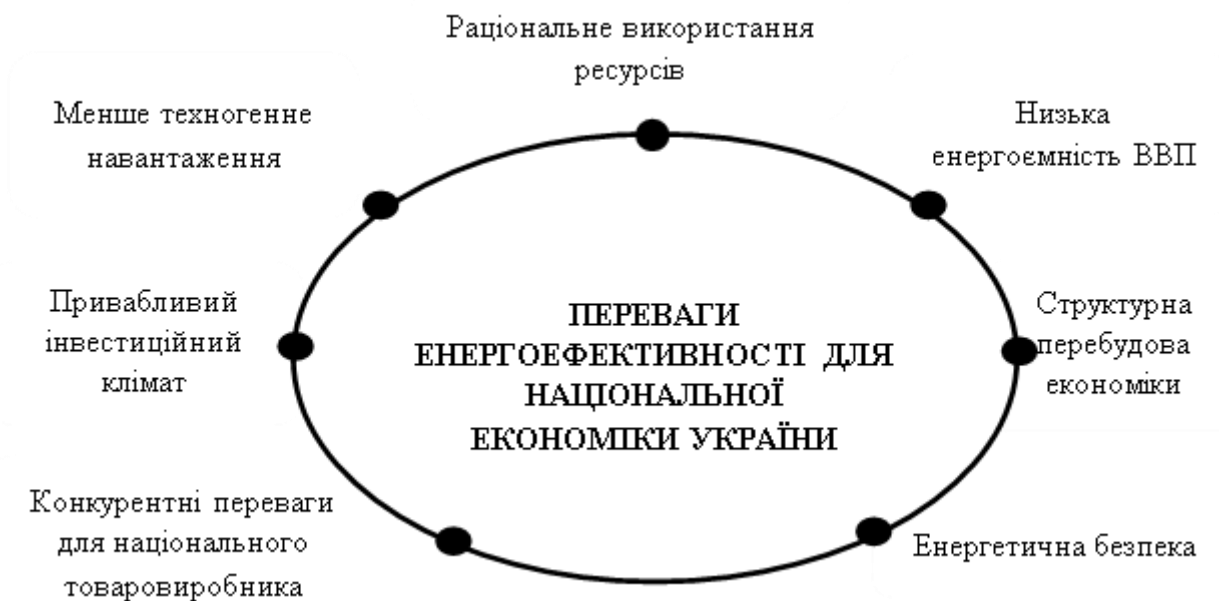 Раціональне використання
ресурсів
Менше техногенне
навантаження
Низька
енергоємність ВВП
Привабливий
інвестиційний
клімат
ПЕРЕВАГИ
ЕНЕРГОЕФЕКТИВНОСТІ ДЛЯ
НАЦІОНАЛЬНОЇ
ЕКОНОМІКИ УКРАЇНИ
Структурна
перебудова
економіки
Конкурентні переваги
для національного
товаровиробника
Енергетична безпека